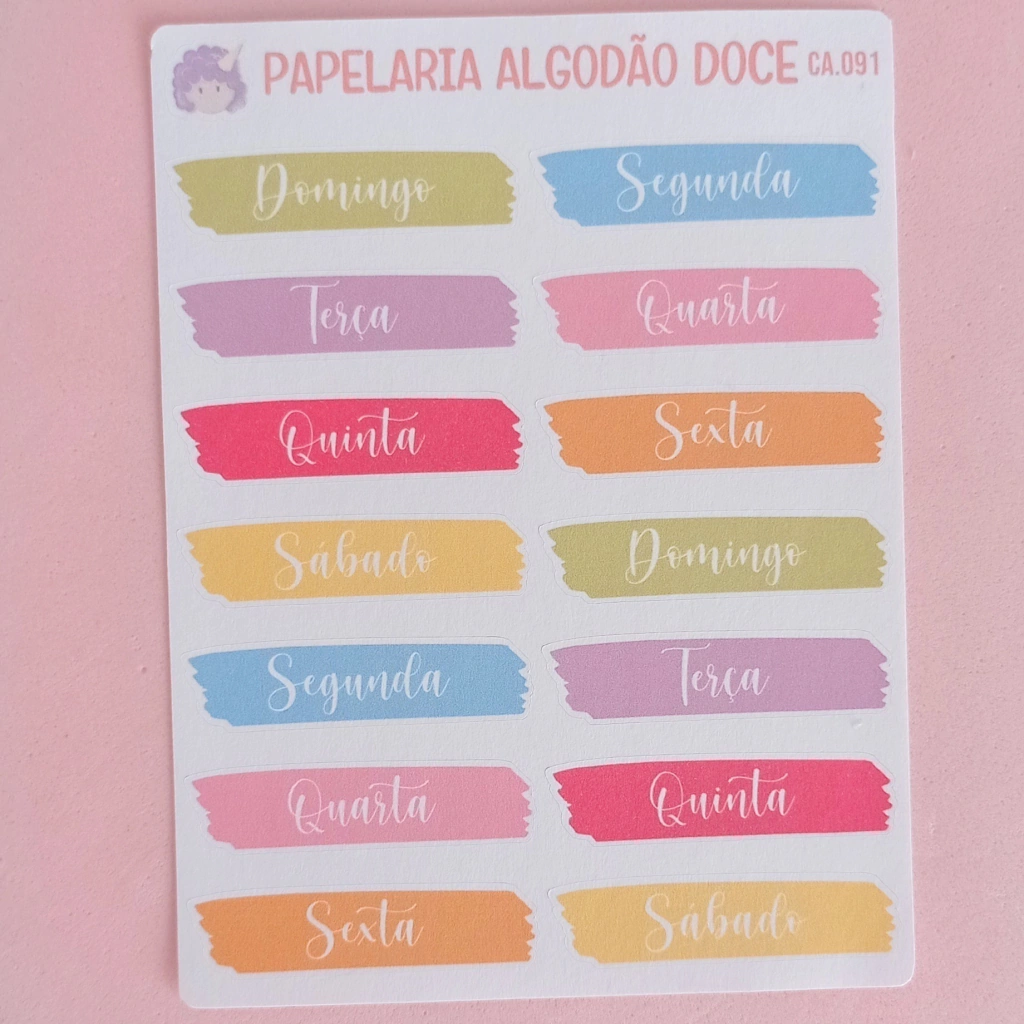 PAPELARIA ALGODÃO DOCE CA.091
Domingo Segunda
Terça Quarta
Quinta Sexta
Sábado Domingo
Segunda Terça
Quarta Quinta
Sexta Sábado